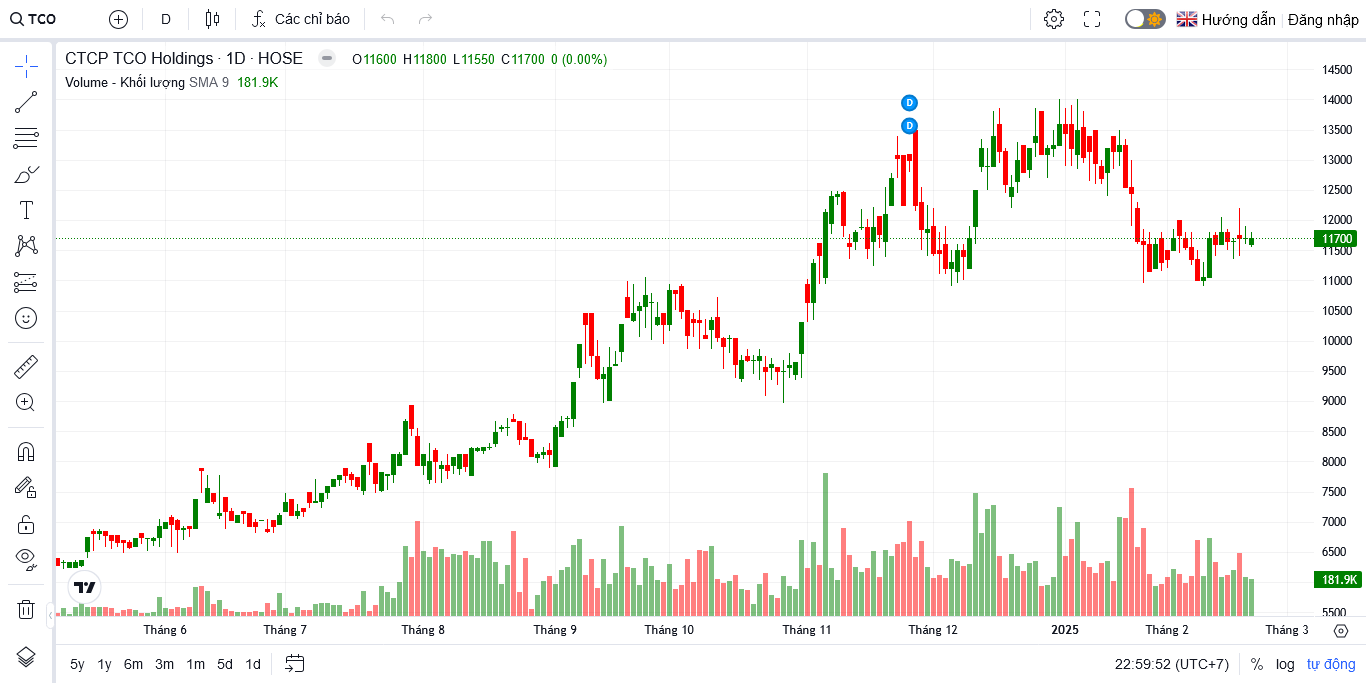 TCO D Các chỉ báo Hướng dẫn Đăng nhập
CTCP TCO Holdings · 1D · HOSE O11600 H11800 L11550 C11700 0 (0.00%)
Volume - Khối lượng SMA 9 181.9K
D
D
14500
14000
13500
13000
12500
12000
11700
11500
11000
10500
10000
9500
9000
8500
8000
7500
7000
6500
181.9K
5500
Tháng 6 Tháng 7 Tháng 8 Tháng 9 Tháng 10 Tháng 11 Tháng 12 2025 Tháng 2 Tháng 3
5y 1y 6m 3m 1m 5d 1d 22:59:52 (UTC+7) % log tự động